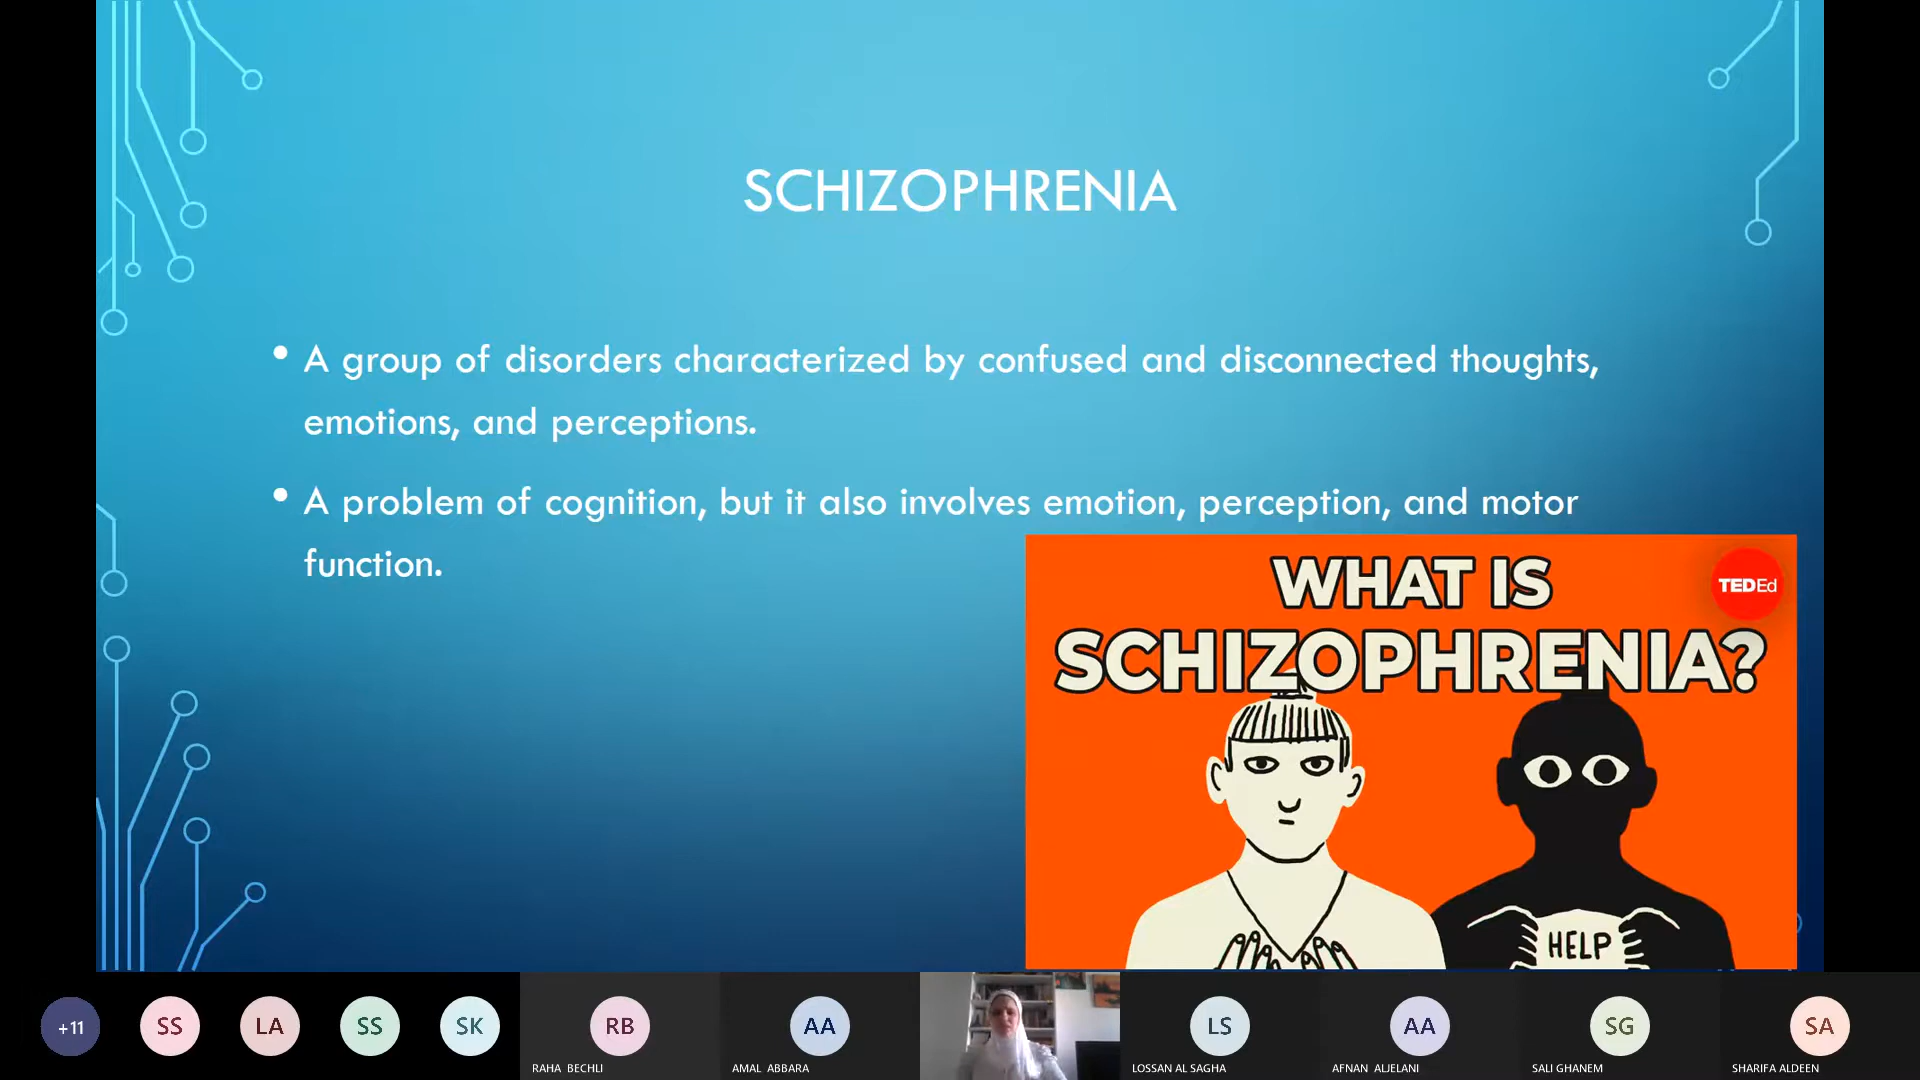 SCHIZOPHRENIA
• A group of disorders characterized by confused and disconnected thoughts,
emotions, and perceptions.
• A problem of cognition, but it also involves emotion, perception, and motor
function.
WHAT IS
TEDEd
SCHIZOPHRENIA?
HELP
+11
SS
LA
SS
SK
RB
AA
LS
AA
SG
SA
RAHA BECHLI
AMAL ABBARA
LOSSAN AL SAGHA
AFNAN ALJELANI
SALI GHANEM
SHARIFA ALDEEN